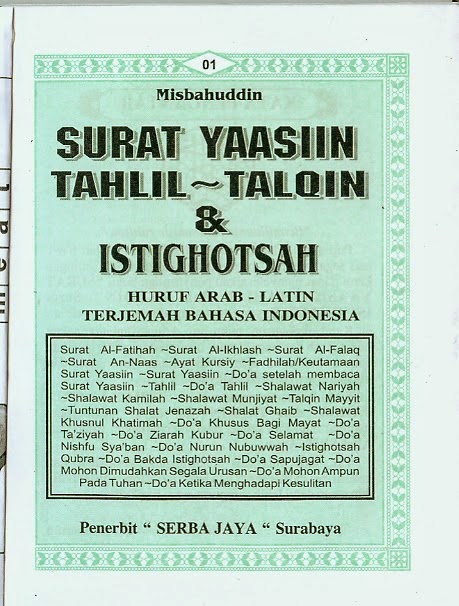 01
Misbahuddin
SURAT YAASIIN
TAHLIL ~ TALQIN
&
ISTIGHOTSAH
HURUF ARAB - LATIN
TERJEMAH BAHASA INDONESIA
Surat Al-Fatihah ~Surat Al-Ikhlash ~Surat Al-Falaq
~Surat An-Naas ~Ayat Kursiy ~Fadhilah/Keutamaan
Surat Yaasiin ~Surat Yaasiin ~Do'a setelah membaca
Surat Yaasiin ~Tahlil ~Do'a Tahlil ~Shalawat Nariyah
~Shalawat Kamilah ~Shalawat Munjiyat ~Talqin Mayyit
~Tuntunan Shalat Jenazah ~Shalat Ghaib ~Shalawat
Khusnul Khatimah ~Do'a Khusus Bagi Mayat ~Do'a
Ta'ziyah ~Do'a Ziarah Kubur ~Do'a Selamat ~Do'a
Nishfu Sya'ban ~Do'a Nurun Nubuwwah ~Istighotsah
Qubra ~Do'a Bakda Istighotsah ~Do'a Sapujagat ~Do'a
Mohon Dimudahkan Segala Urusan ~Do'a Mohon Ampun
Pada Tuhan ~Do'a Ketika Menghadapi Kesulitan
Penerbit “ SERBA JAYA “ Surabaya